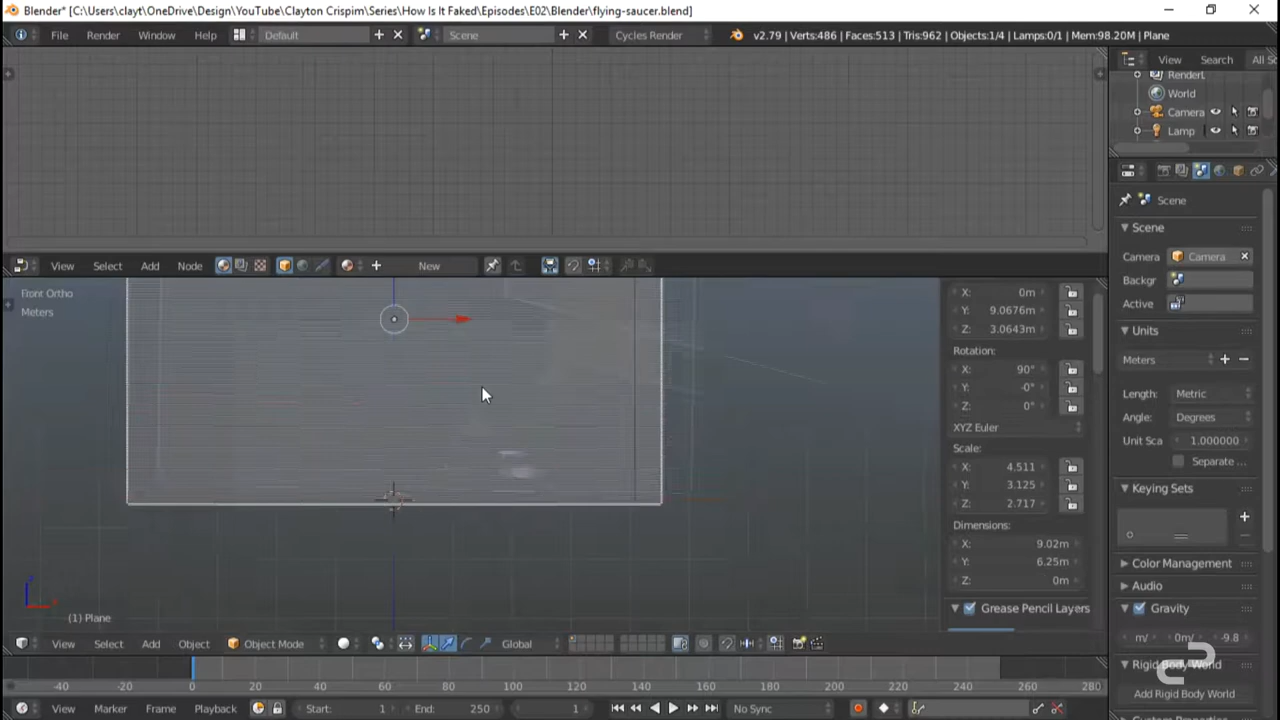 Blender* [C:\Users\clayt\OneDrive\Design\YouTube\Clayton Crispim\Series\How Is It Faked\Episodes\E02\Blender\flying-saucer.blend]
File Render Window Help Default Scene Cycles Render v2.79 | Verts:486 | Faces:513 | Tris:962 | Objects:1/4 | Lamps:0/1 | Mem:98.20M | Plane
View Search All Sc
RenderL
World
Camera
Lamp
Scene
Scene
Camera Camera
Backgr
Active
Units
Meters
Length: Metric
Angle: Degrees
Unit Sca 1.000000
Separate ...
Keying Sets
Color Management
Audio
Gravity
m/ 0m/ -9.8
Rigid Body World
Add Rigid Body World
View Select Add Node New
Front Ortho
Meters
X: 0m
Y: 9.0676m
Z: 3.0643m
Rotation:
X: 90°
Y: -0°
Z: 0°
XYZ Euler
Scale:
X: 4.511
Y: 3.125
Z: 2.717
Dimensions:
X: 9.02m
Y: 6.25m
Z: 0m
Grease Pencil Layers
(1) Plane
View Select Add Object Object Mode Global
-40 -20 0 20 40 60 80 100 120 140 160 180 200 220 240 260 280
View Marker Frame Playback Start: 1 End: 250 1 No Sync